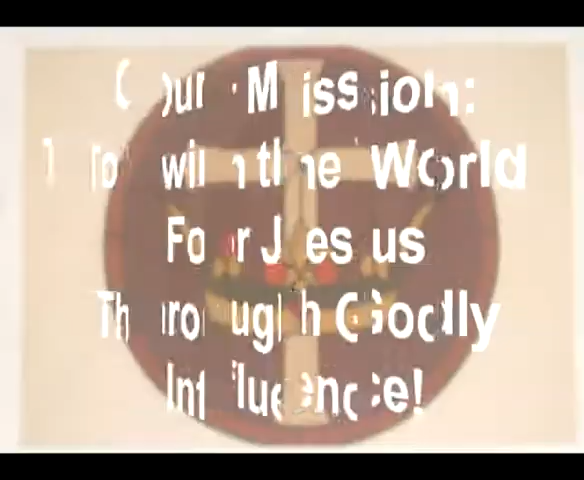 Our Mission:
To win the World
For Jesus
Through Godly
Influence!